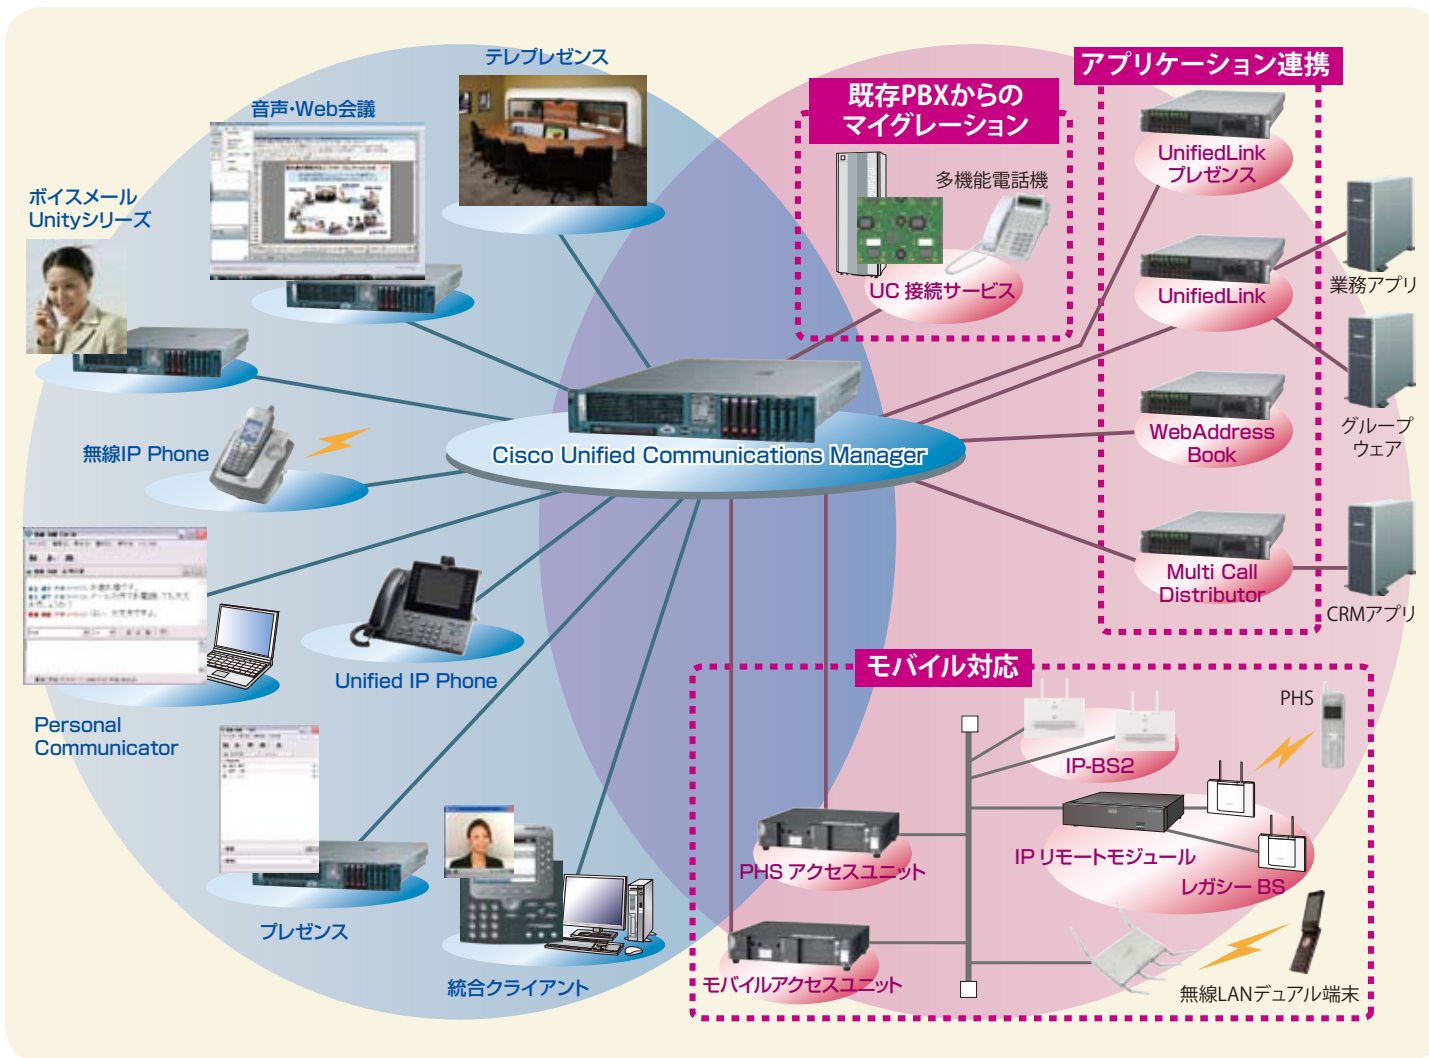 テレプレゼンス
音声・Web会議
ボイスメール
Unityシリーズ
無線IP Phone
Personal
Communicator
Unified IP Phone
プレゼンス
統合クライアント
Cisco Unified Communications Manager
既存PBXからの
マイグレーション
多機能電話機
UC 接続サービス
アプリケーション連携
UnifiedLink
プレゼンス
UnifiedLink
WebAddress
Book
Multi Call
Distributor
業務アプリ
グループ
ウェア
CRMアプリ
モバイル対応
PHS
IP-BS2
IP リモートモジュール
レガシー BS
PHS アクセスユニット
モバイルアクセスユニット
無線LANデュアル端末